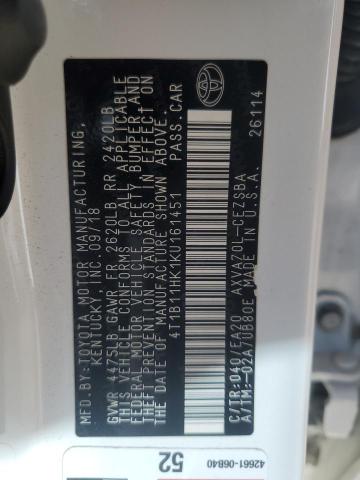 MFD.BY:TOYOTA MOTOR MANUFACTURING,
KENTUCKY, INC. 09/18
GVWR 4475LB GAWR FR 2620LB RR 2420LB
THIS VEHICLE CONFORMS TO ALL APPLICABLE
FEDERAL MOTOR VEHICLE SAFETY, BUMPER, AND
THEFT PREVENTION STANDARDS IN EFFECT ON
THE DATE OF MANUFACTURE SHOWN ABOVE.
4T1B11HK1KU161451 PASS.CAR
C/TR:040/EA20 AXVA70L-CEZSBA
A/TM:-02A/UB80E MADE IN U.S.A. 26114
TOYOTA
42661-06B40
52